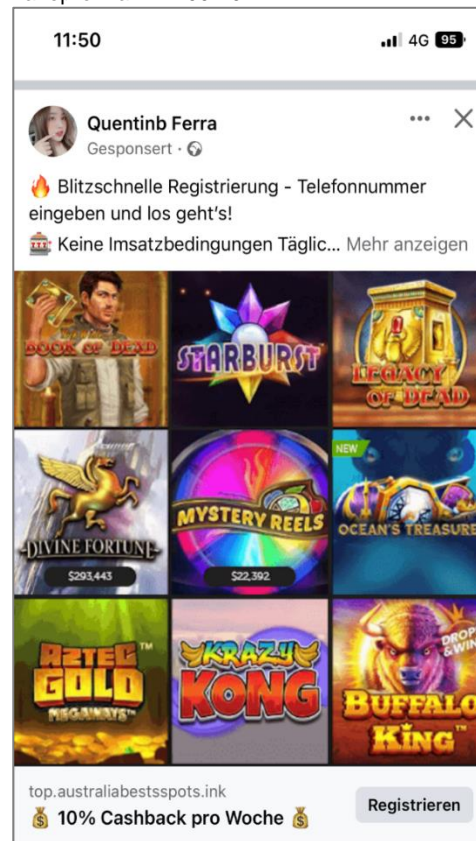 11:50
4G 95
Quentinb Ferra
Gesponsert ·
🔥 Blitzschnelle Registrierung - Telefonnummer
eingeben und los geht's!
🎰 Keine Imsatzbedingungen Täglic... Mehr anzeigen
BOOK OF DEAD
STARBURST
LEGACY
OF DEAD
DIVINE FORTUNE
$293,443
MYSTERY REELS
$22,392
NEW
OCEAN'S TREASURE
AZTEC
GOLD
MEGAWAYS™
KRAZY
KONG
DROP
& WIN
BUFFALO
KING™
top.australiabestsspots.ink
💰 10% Cashback pro Woche 💰
Registrieren